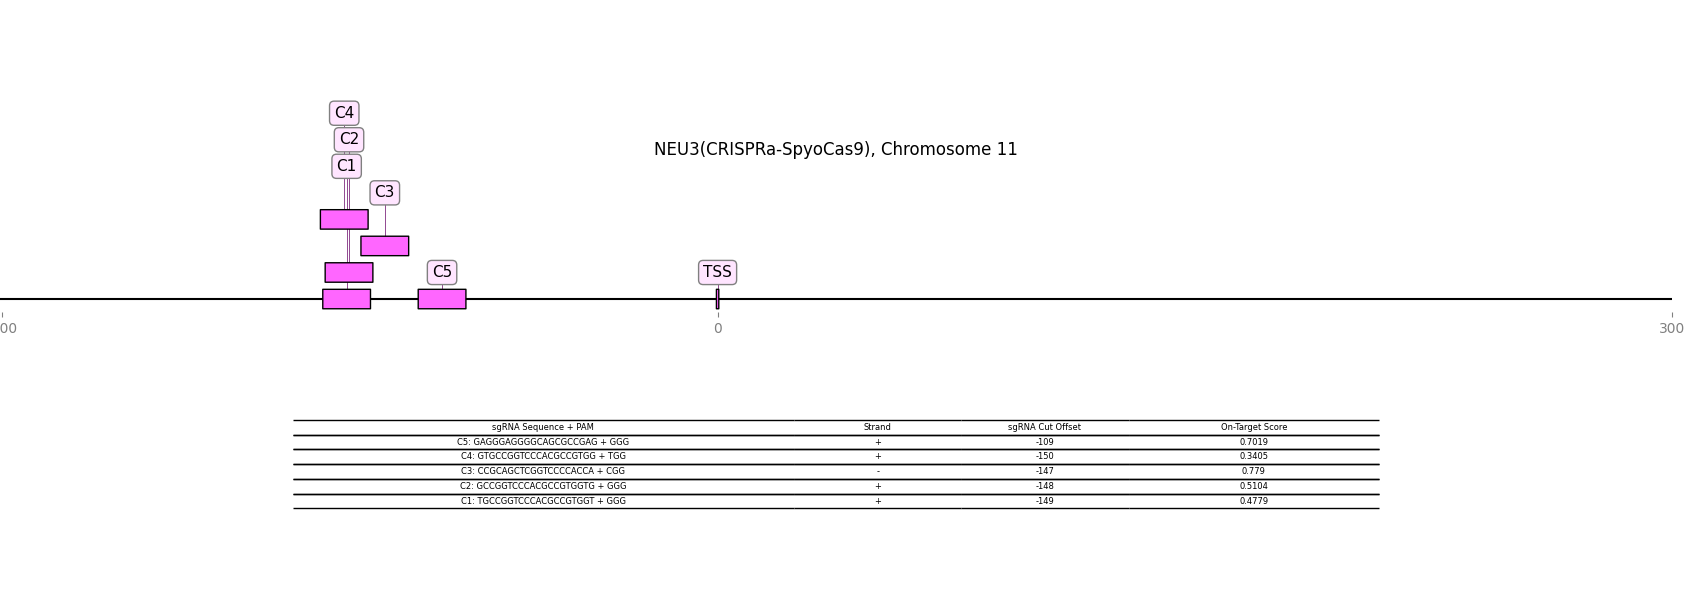 C4
C2
NEU3(CRISPRa-SpyoCas9), Chromosome 11
C1
C3
C5
TSS
00 0 300
sgRNA Sequence + PAM Strand sgRNA Cut Offset On-Target Score
C5: GAGGGAGGGGCAGCGCCGAG + GGG + -109 0.7019
C4: GTGCCGGTCCCACGCCGTGG + TGG + -150 0.3405
C3: CCGCAGCTCGGTCCCCACCA + CGG - -147 0.779
C2: GCCGGTCCCACGCCGTGGTG + GGG + -148 0.5104
C1: TGCCGGTCCCACGCCGTGGT + GGG + -149 0.4779